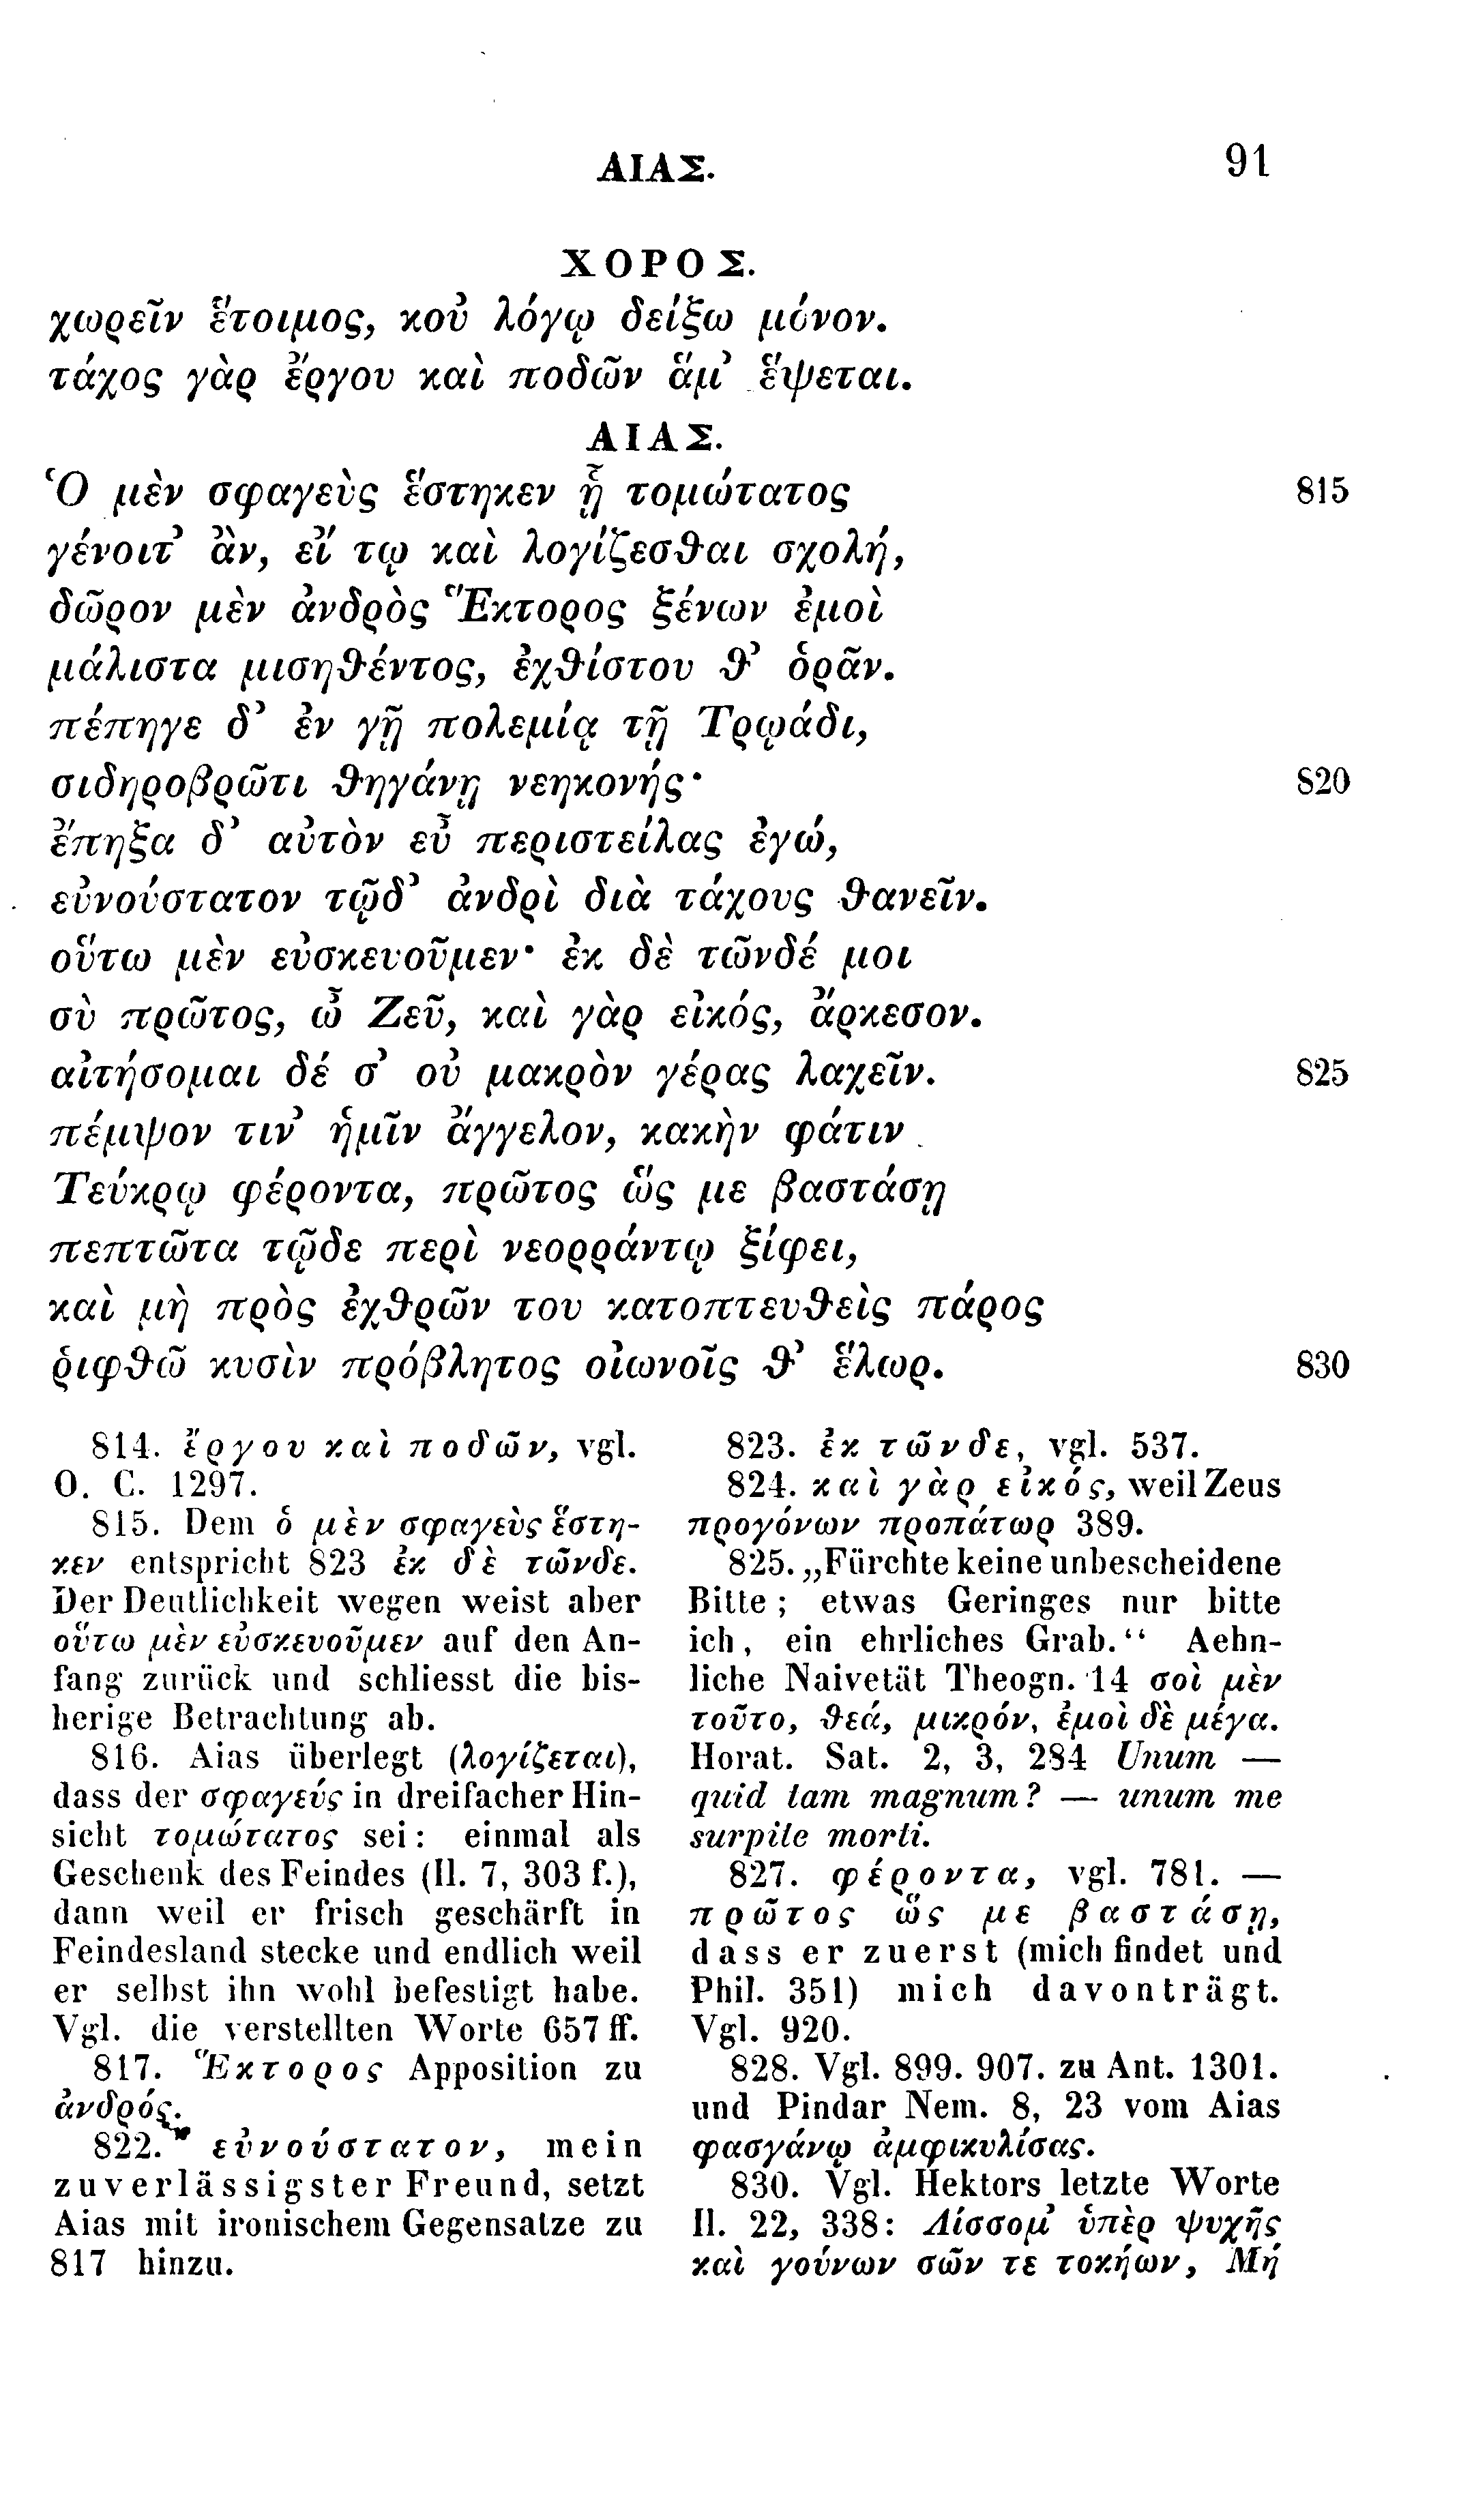 ΑΙΑΣ. 91
ΧΟΡΟΣ.
χωρεῖν ἕτοιμος, κοὐ λόγῳ δείξω μόνον.
τάχος γὰρ ἔργου καὶ ποδῶν ἅμ’ ἕψεται.
ΑΙΑΣ.
Ὁ μὲν σφαγεὺς ἕστηκεν ᾗ τομώτατος 815
γένοιτ’ ἂν, εἴ τῳ καὶ λογίζεσθαι σχολή,
δῶρον μὲν ἀνδρὸς Ἕκτορος ξένων ἐμοὶ
μάλιστα μισηθέντος, ἐχθίστου θ’ ὁρᾶν.
πέπηγε δ’ ἐν γῇ πολεμίᾳ τῇ Τρῳάδι,
σιδηροβρῶτι θηγάνῃ νεηκονής· 820
ἔπηξα δ’ αὐτὸν εὖ περιστείλας ἐγώ,
εὐνούστατον τῷδ’ ἀνδρὶ διὰ τάχους θανεῖν.
οὕτω μὲν εὐσκευοῦμεν· ἐκ δὲ τῶνδέ μοι
σὺ πρῶτος, ὦ Ζεῦ, καὶ γὰρ εἰκός, ἄρκεσον.
αἰτήσομαι δέ σ’ οὐ μακρὸν γέρας λαχεῖν. 825
πέμψον τιν’ ἡμῖν ἄγγελον, κακὴν φάτιν
Τεύκρῳ φέροντα, πρῶτος ὥς με βαστάσῃ
πεπτῶτα τῷδε περὶ νεορράντῳ ξίφει,
καὶ μὴ πρὸς ἐχθρῶν του κατοπτευθεὶς πάρος
ῥιφθῶ κυσὶν πρόβλητος οἰωνοῖς θ’ ἕλωρ. 830
814. ἔργου καὶ ποδῶν, vgl.
O. C. 1297.
815. Dem ὁ μὲν σφαγεὺς ἕστη-
κεν entspricht 823 ἐκ δὲ τῶνδε.
Der Deutlichkeit wegen weist aber
οὕτω μὲν εὐσκευοῦμεν auf den An-
fang zurück und schliesst die bis-
herige Betrachtung ab.
816. Aias überlegt (λογίζεται),
dass der σφαγεύς in dreifacher Hin-
sicht τομώτατος sei: einmal als
Geschenk des Feindes (Il. 7, 303 f.),
dann weil er frisch geschärft in
Feindesland stecke und endlich weil
er selbst ihn wohl befestigt habe.
Vgl. die verstellten Worte 657 ff.
817. Ἕκτορος Apposition zu
ἀνδρός.
822. εὐνούστατον, mein
zuverlässigster Freund, setzt
Aias mit ironischem Gegensatze zu
817 hinzu.
823. ἐκ τῶνδε, vgl. 537.
824. καὶ γὰρ εἰκός, weil Zeus
προγόνων προπάτωρ 389.
825. „Fürchte keine unbescheidene
Bitte; etwas Geringes nur bitte
ich, ein ehrliches Grab.“ Aehn-
liche Naivetät Theogn. 14 σοὶ μὲν
τοῦτο, θεά, μικρόν, ἐμοὶ δὲ μέγα.
Horat. Sat. 2, 3, 284 Unum —
quid tam magnum? — unum me
surpite morti.
827. φέροντα, vgl. 781. —
πρῶτος ὥς με βαστάσῃ,
dass er zuerst (mich findet und
Phil. 351) mich davonträgt.
Vgl. 920.
828. Vgl. 899. 907. zu Ant. 1301.
und Pindar Nem. 8, 23 vom Aias
φασγάνῳ ἀμφικυλίσας.
830. Vgl. Hektors letzte Worte
Il. 22, 338: Λίσσομ’ ὑπὲρ ψυχῆς
καὶ γούνων σῶν τε τοκήων, Μή